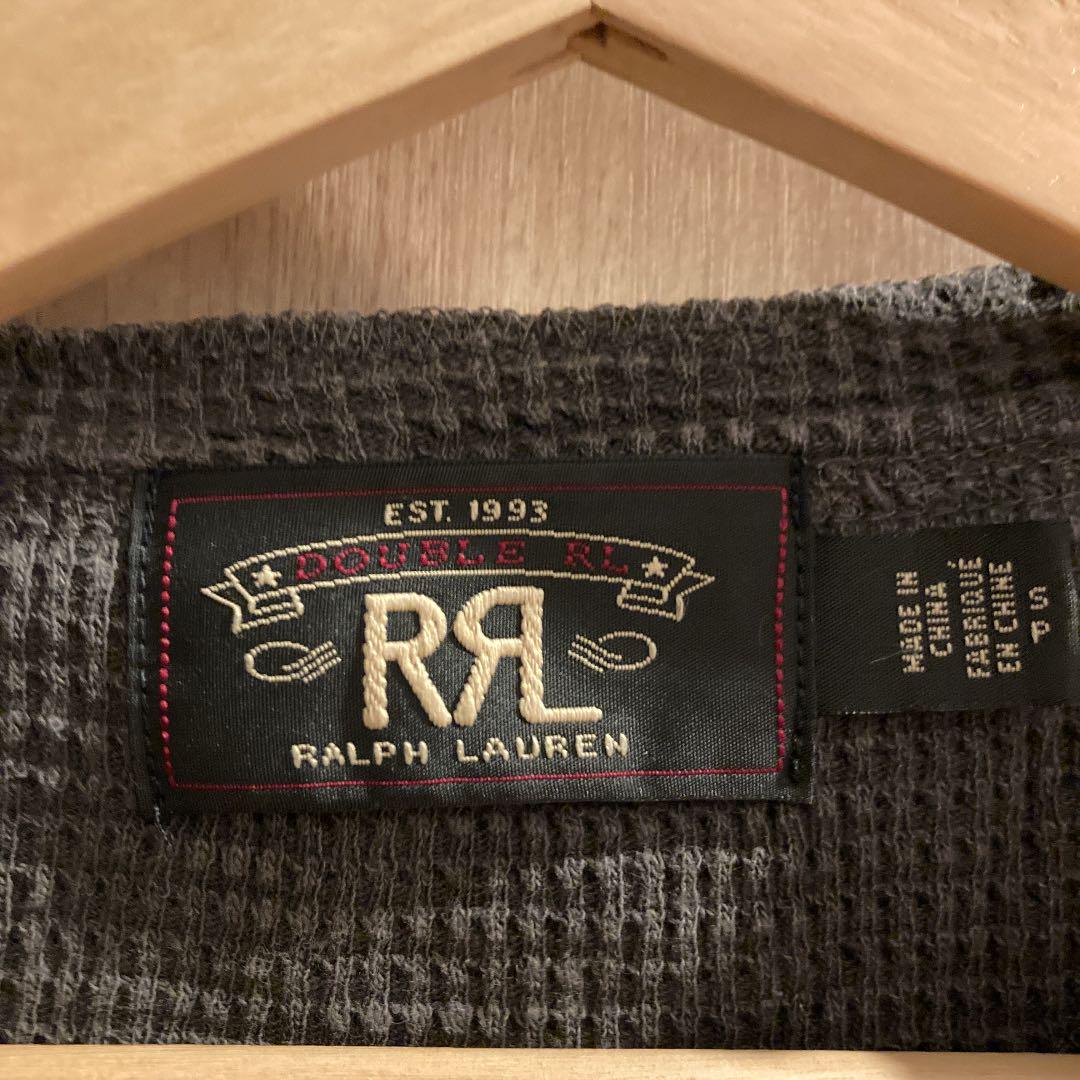 EST. 1993
DOUBLE RL
RRL
RALPH LAUREN
MADE IN
CHINA
FABRIQUÉ
EN CHINE
S
P